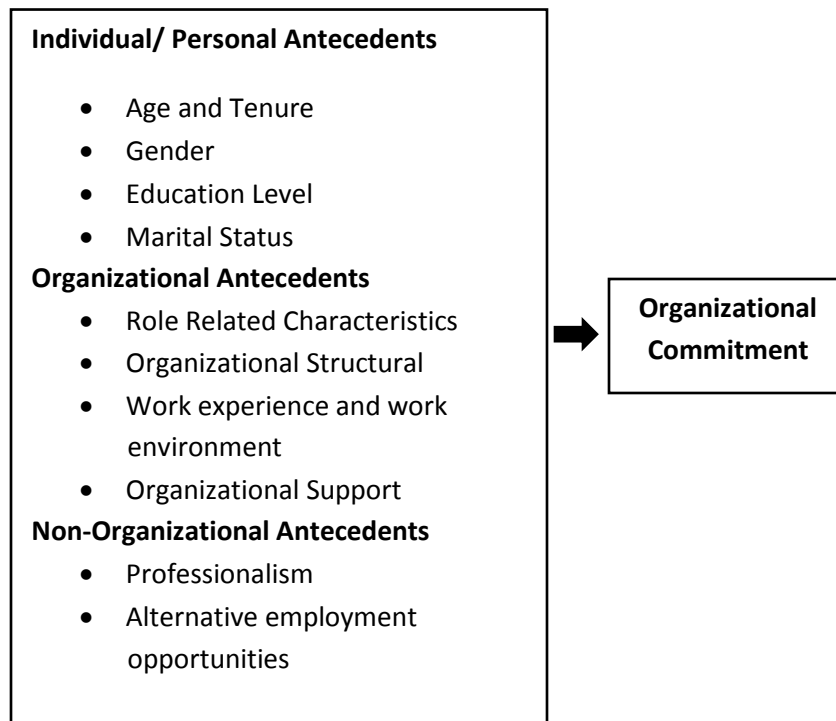 Individual/ Personal Antecedents
• Age and Tenure
• Gender
• Education Level
• Marital Status
Organizational Antecedents
• Role Related Characteristics
• Organizational Structural
• Work experience and work
environment
• Organizational Support
Non-Organizational Antecedents
• Professionalism
• Alternative employment
opportunities
Organizational
Commitment